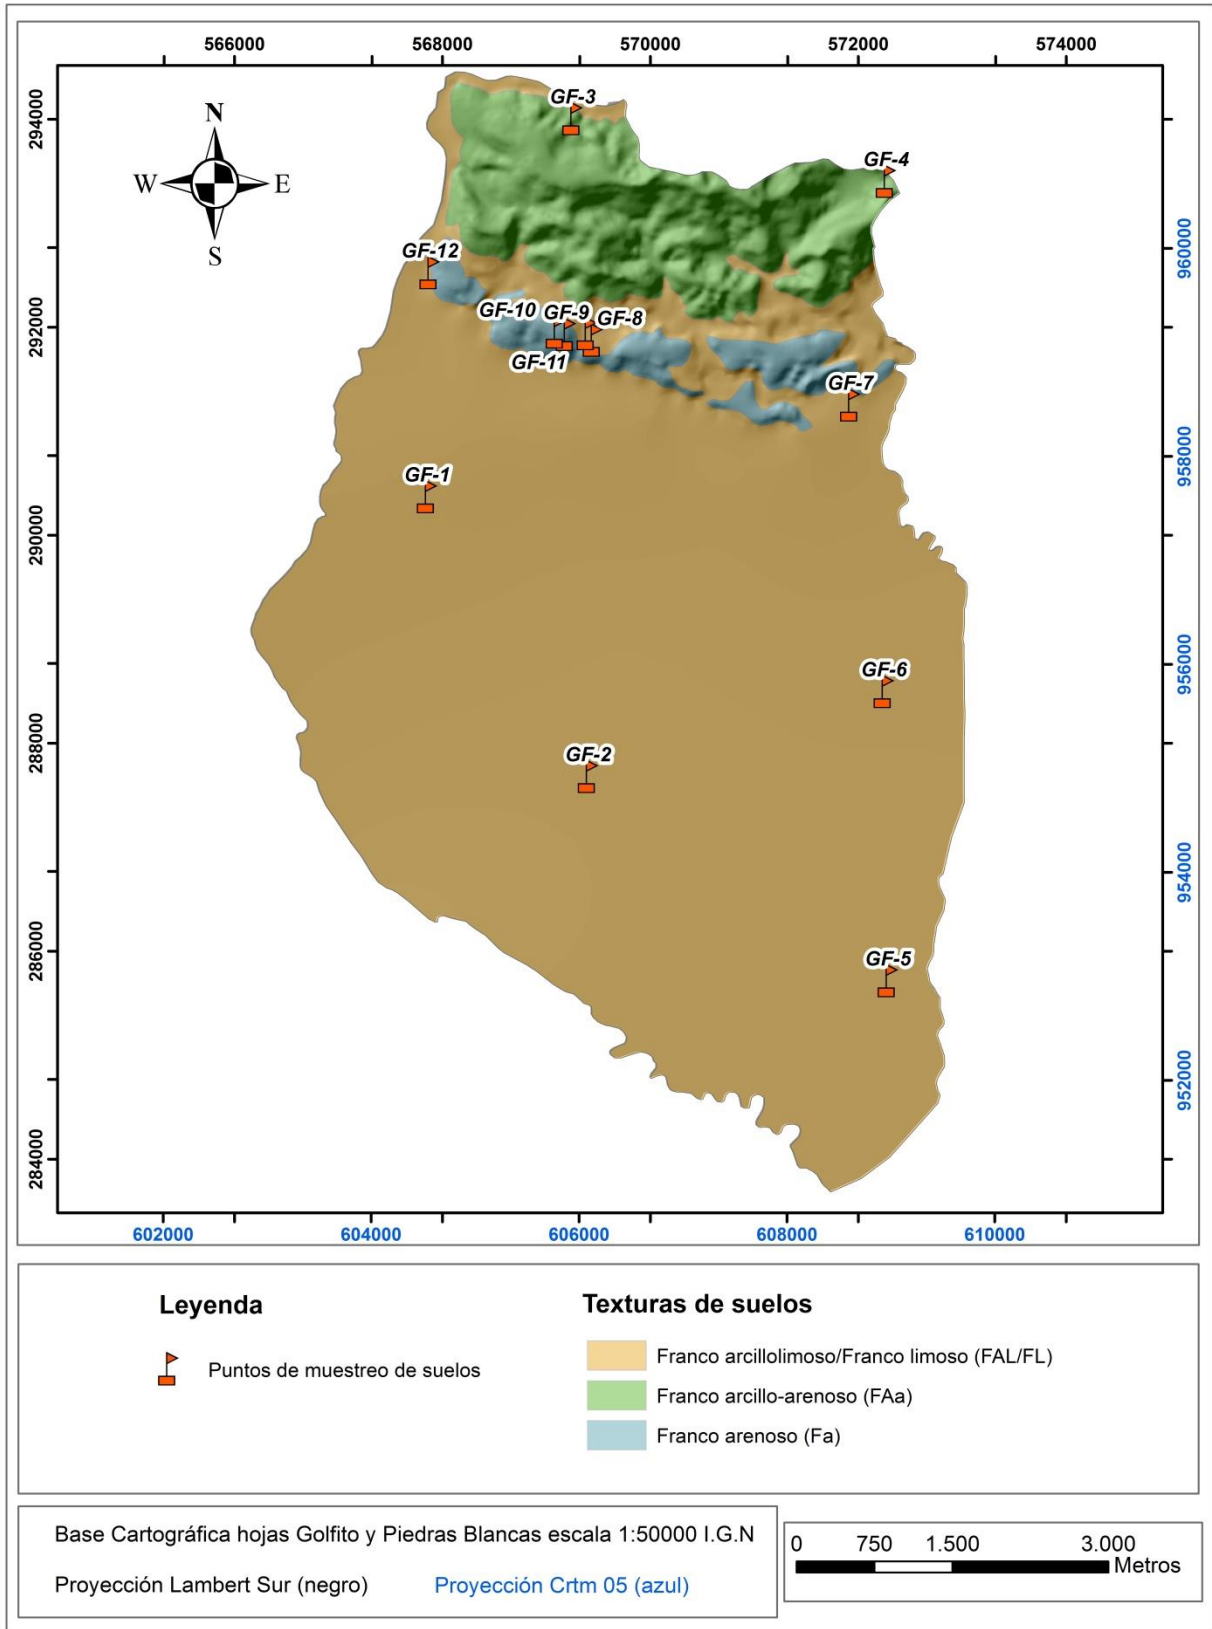 566000 568000 570000 572000 574000
294000
292000
290000
288000
286000
284000
N
W E
S
GF-3
GF-4
GF-12
GF-10 GF-9 GF-8
GF-11
GF-7
GF-1
GF-6
GF-2
GF-5
960000
958000
956000
954000
952000
602000 604000 606000 608000 610000
Leyenda
Puntos de muestreo de suelos
Texturas de suelos
Franco arcillolimoso/Franco limoso (FAL/FL)
Franco arcillo-arenoso (FAa)
Franco arenoso (Fa)
Base Cartográfica hojas Golfito y Piedras Blancas escala 1:50000 I.G.N
Proyección Lambert Sur (negro) Proyección Crtm 05 (azul)
0 750 1.500 3.000
Metros